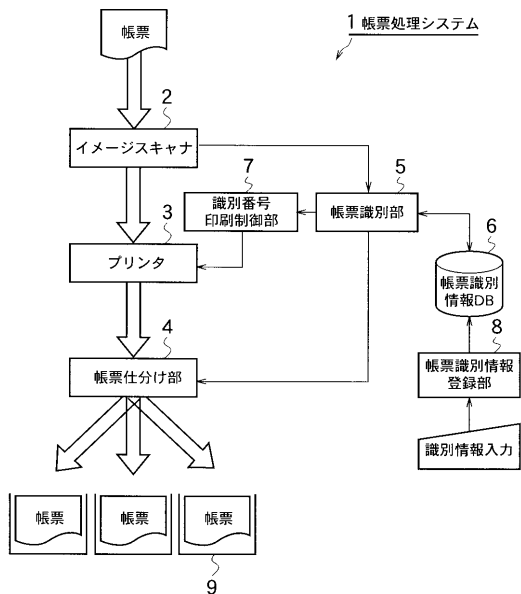 帳票
1 帳票処理システム
2
イメージスキャナ
7
5
識別番号
印刷制御部
帳票識別部
3
プリンタ
6
帳票識別
情報DB
4
帳票仕分け部
8
帳票識別情報
登録部
識別情報入力
帳票
帳票
帳票
9